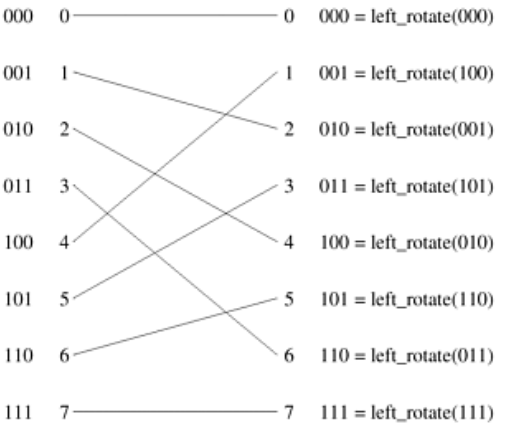 000 0 0 000 = left_rotate(000)
001 1 1 001 = left_rotate(100)
010 2 2 010 = left_rotate(001)
011 3 3 011 = left_rotate(101)
100 4 4 100 = left_rotate(010)
101 5 5 101 = left_rotate(110)
110 6 6 110 = left_rotate(011)
111 7 7 111 = left_rotate(111)